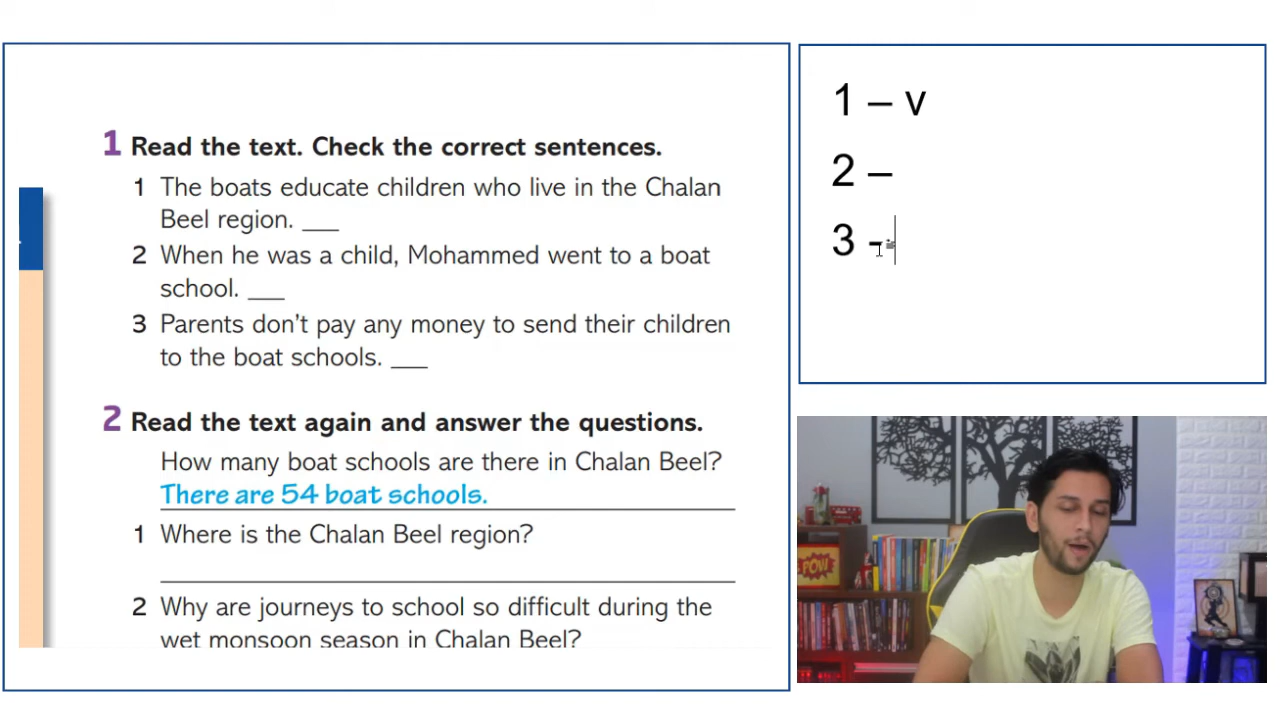 1 Read the text. Check the correct sentences.
1 The boats educate children who live in the Chalan
Beel region. ___
2 When he was a child, Mohammed went to a boat
school. ___
3 Parents don't pay any money to send their children
to the boat schools. ___
2 Read the text again and answer the questions.
How many boat schools are there in Chalan Beel?
There are 54 boat schools.
1 Where is the Chalan Beel region?
2 Why are journeys to school so difficult during the
wet monsoon season in Chalan Beel?
1 – v
2 –
3 -
POW!